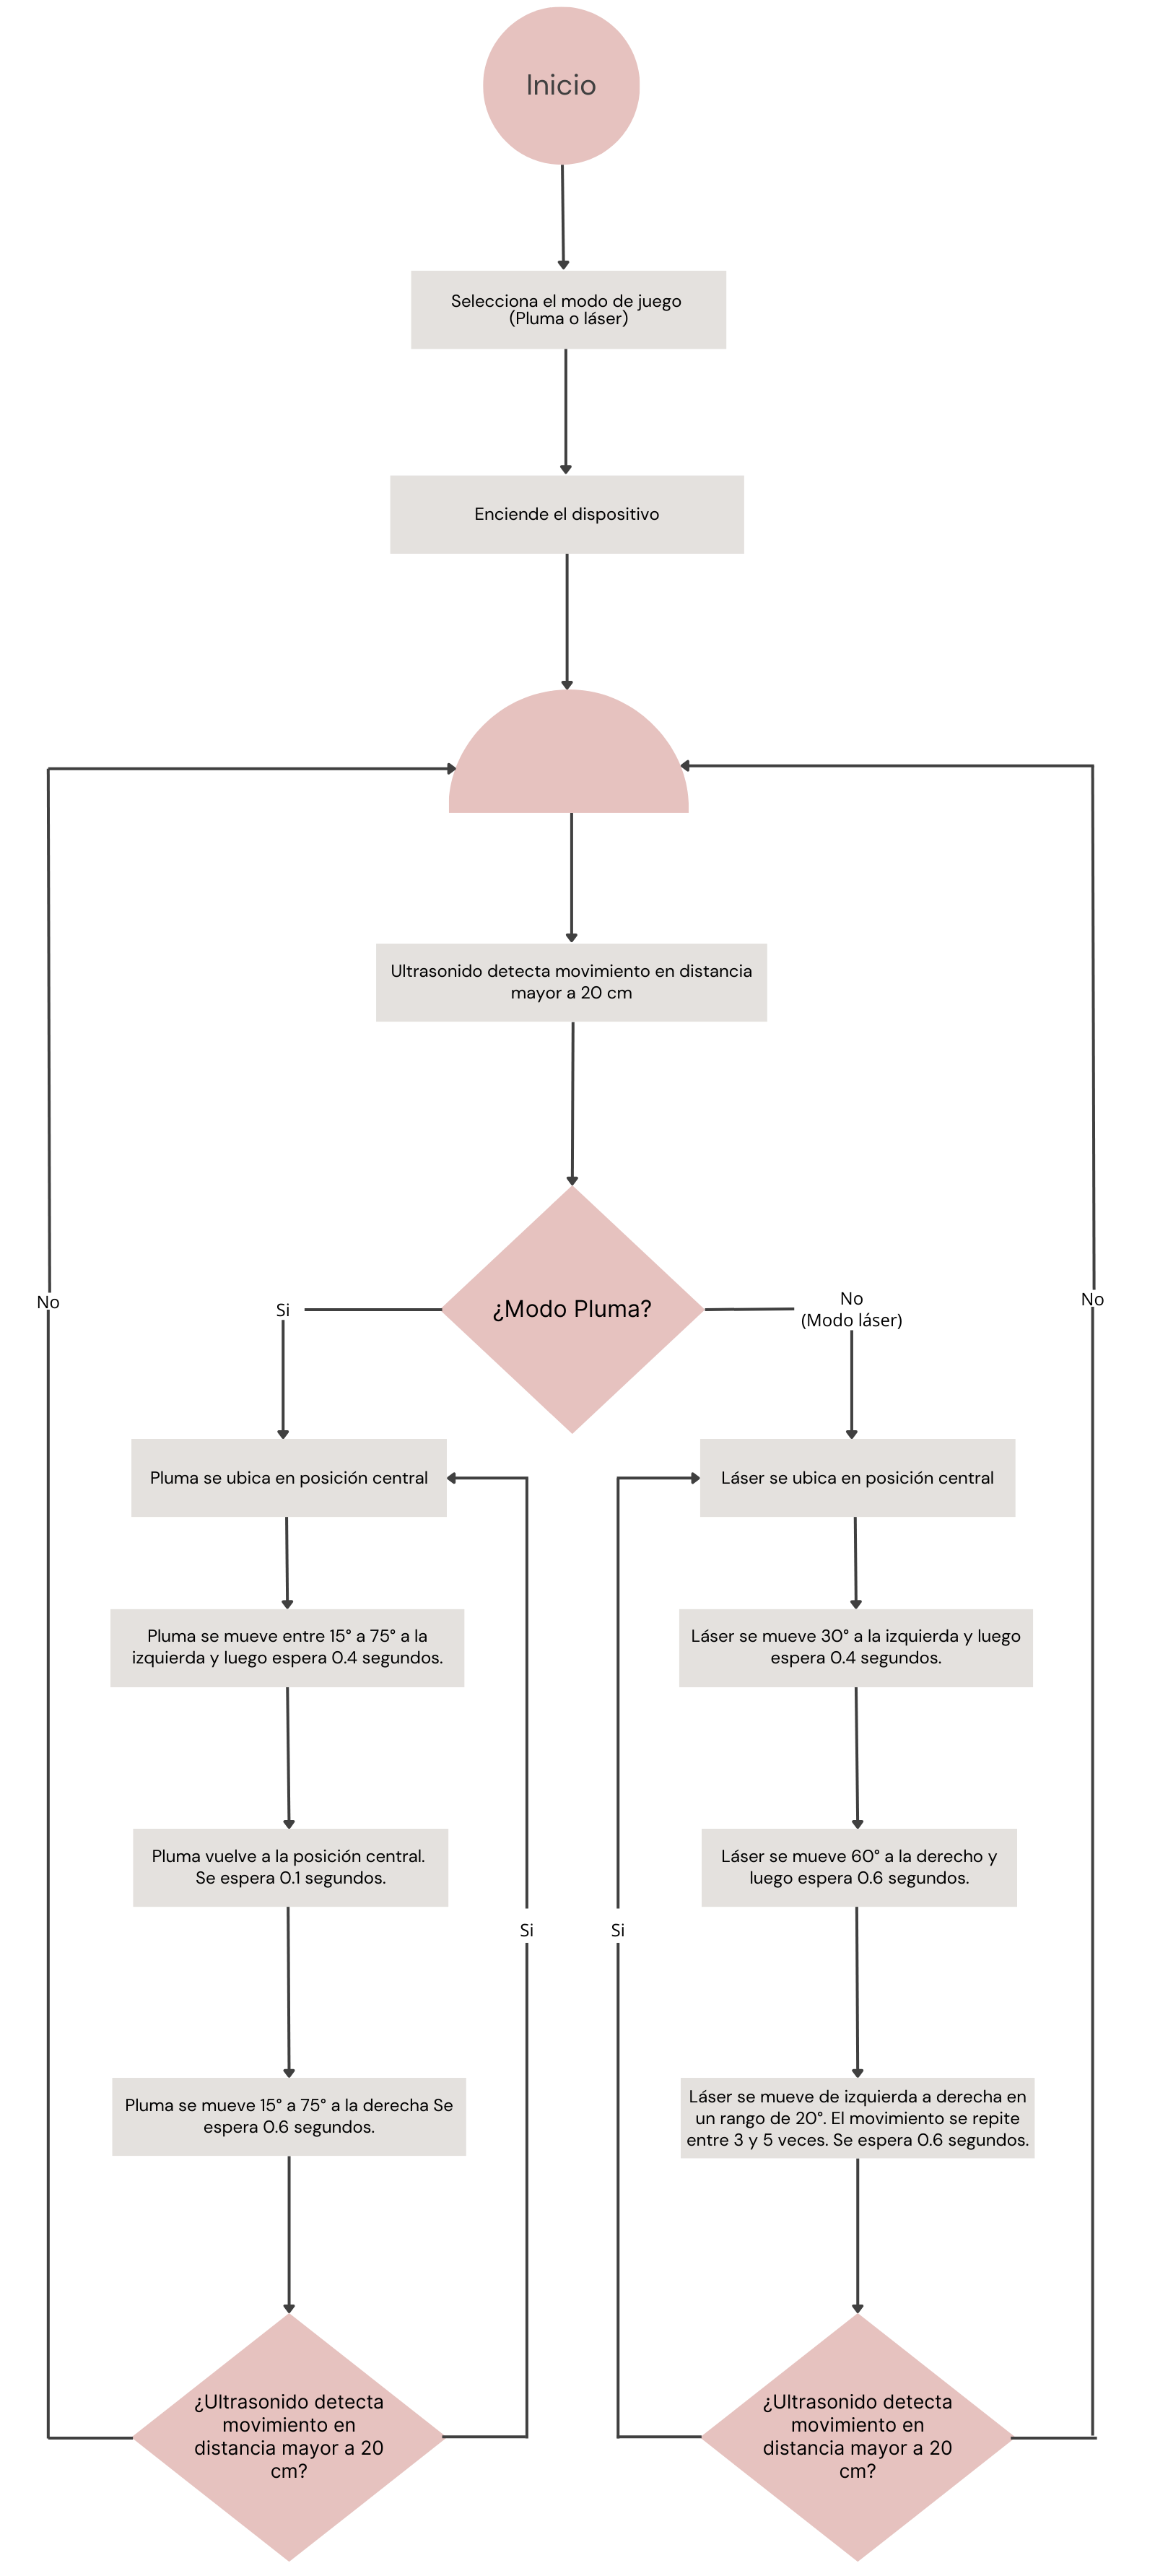 Inicio
Selecciona el modo de juego
(Pluma o láser)
Enciende el dispositivo
Ultrasonido detecta movimiento en distancia
mayor a 20 cm
¿Modo Pluma?
Si
No
(Modo láser)
No
No
Pluma se ubica en posición central
Pluma se mueve entre 15° a 75° a la
izquierda y luego espera 0.4 segundos.
Pluma vuelve a la posición central.
Se espera 0.1 segundos.
Pluma se mueve 15° a 75° a la derecha Se
espera 0.6 segundos.
¿Ultrasonido detecta
movimiento en
distancia mayor a 20
cm?
Si
Láser se ubica en posición central
Láser se mueve 30° a la izquierda y luego
espera 0.4 segundos.
Láser se mueve 60° a la derecho y
luego espera 0.6 segundos.
Láser se mueve de izquierda a derecha en
un rango de 20°. El movimiento se repite
entre 3 y 5 veces. Se espera 0.6 segundos.
¿Ultrasonido detecta
movimiento en
distancia mayor a 20
cm?
Si